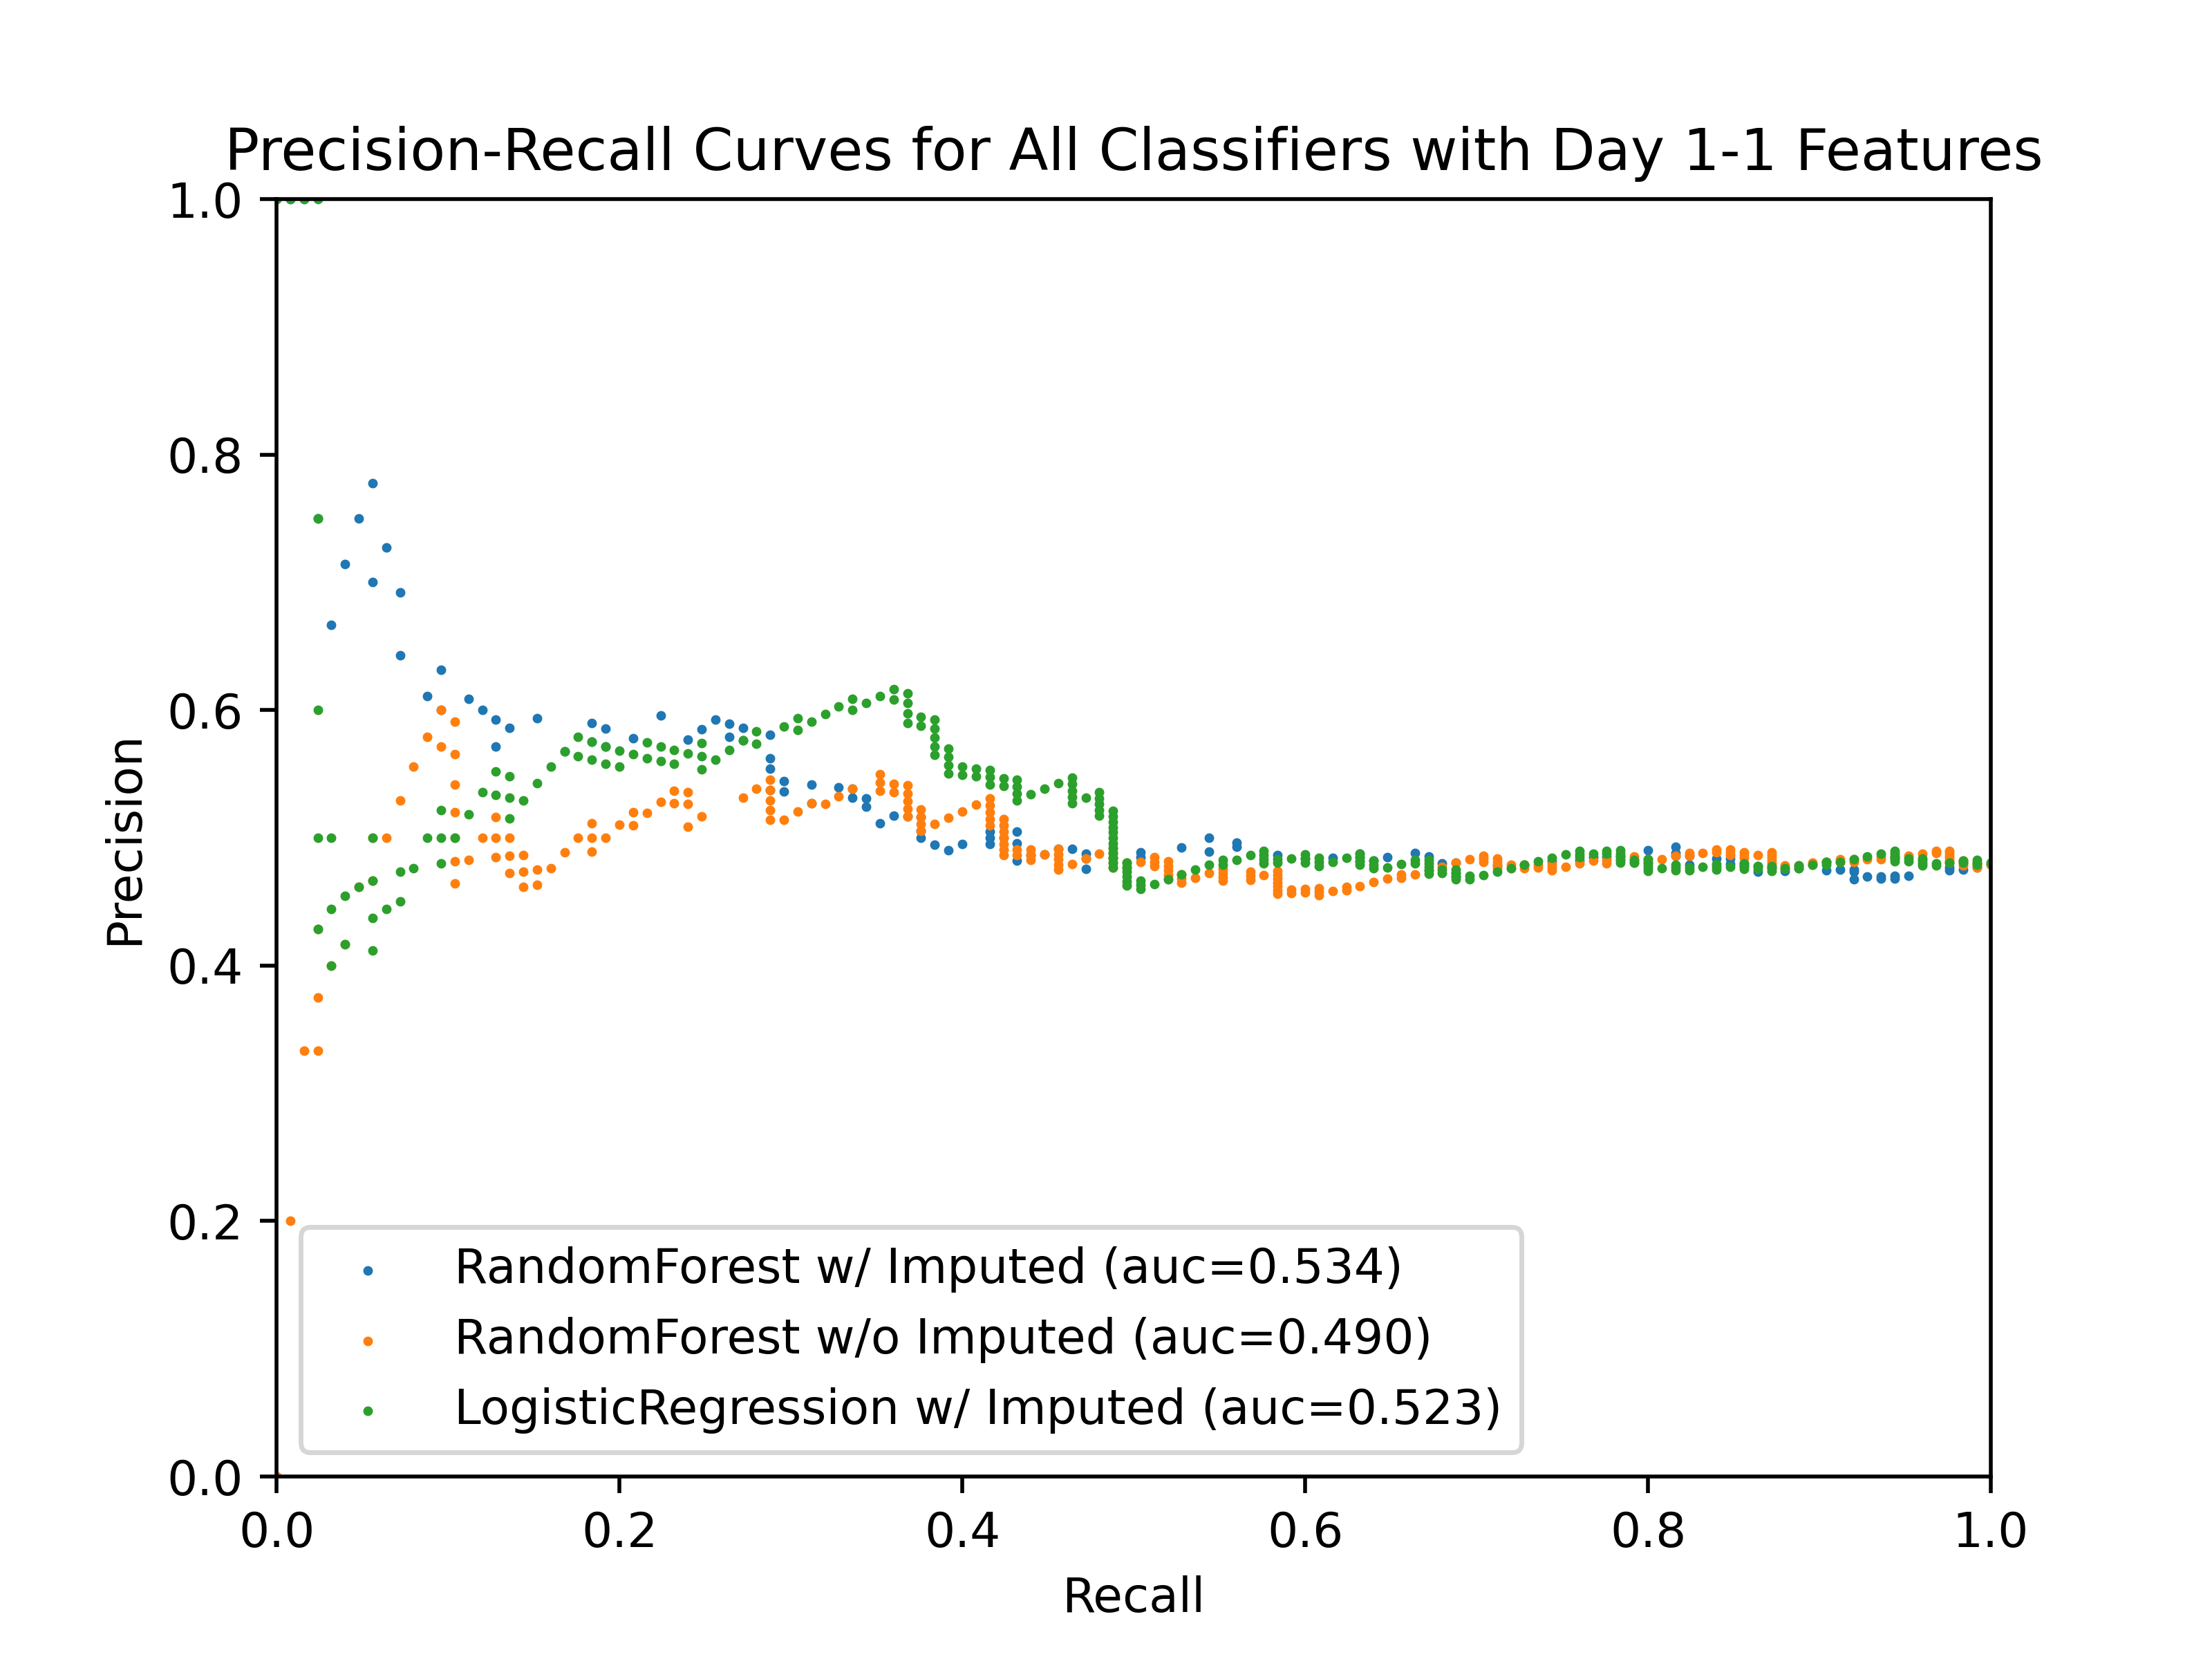 Precision-Recall Curves for All Classifiers with Day 1-1 Features
1.0
0.8
0.6
0.4
0.2
0.0
Precision
RandomForest w/ Imputed (auc=0.534)
RandomForest w/o Imputed (auc=0.490)
LogisticRegression w/ Imputed (auc=0.523)
0.0 0.2 0.4 0.6 0.8 1.0
Recall